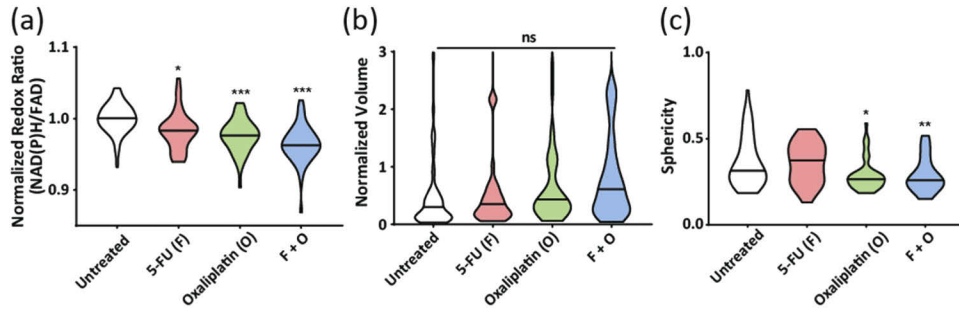 (a)
Normalized Redox Ratio
(NAD(P)H/FAD)
1.1
1.0
0.9
*
***
***
Untreated
5-FU (F)
Oxaliplatin (O)
F + O
(b)
Normalized Volume
3
2
1
0
ns
Untreated
5-FU (F)
Oxaliplatin (O)
F + O
(c)
Sphericity
1.0
0.5
0.0
*
**
Untreated
5-FU (F)
Oxaliplatin (O)
F + O